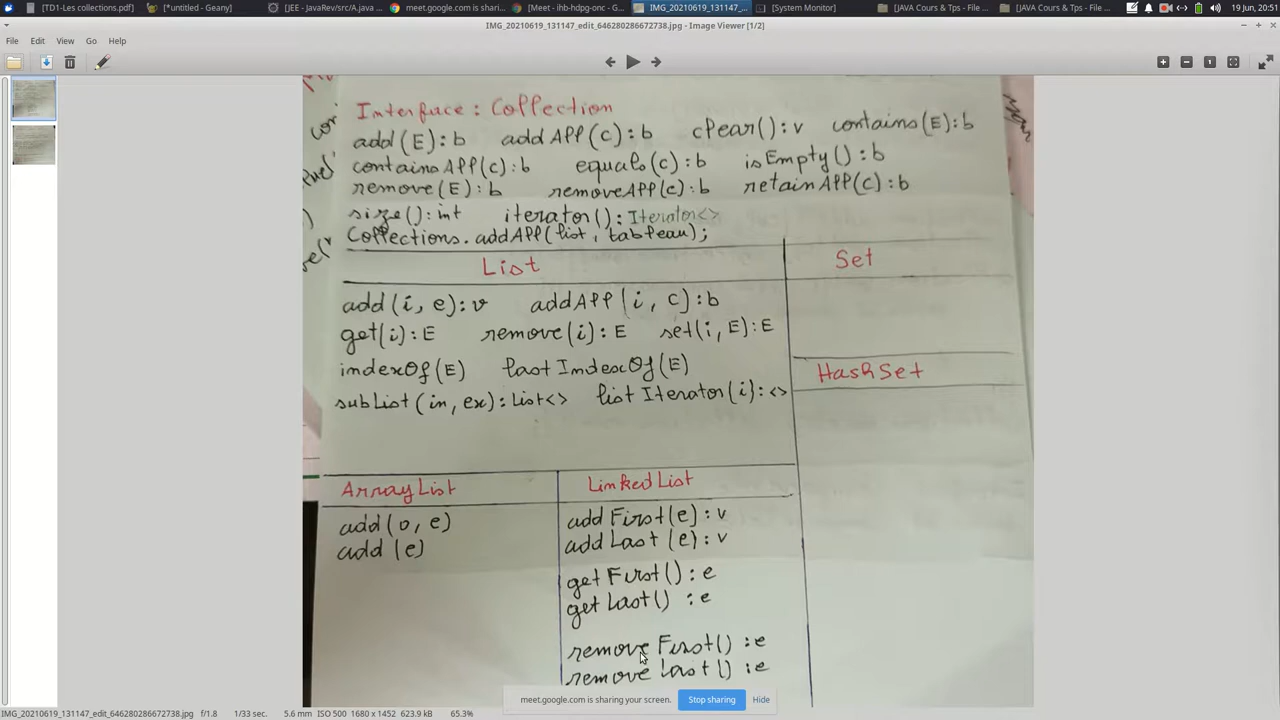 [TD1-Les collections.pdf]
[*untitled - Geany]
[JEE - JavaRev/src/A.java ...
meet.google.com is shari...
[Meet - ihb-hdpg-onc - G...
IMG_20210619_131147_...
[System Monitor]
[JAVA Cours & Tps - File ...
[JAVA Cours & Tps - File ...
19 Jun, 20:51
IMG_20210619_131147_edit_646280286672738.jpg - Image Viewer [1/2]
File Edit View Go Help
Interface : Collection
add(E):b addAll(c):b clear():v contains(E):b
containsAll(c):b equals(c):b isEmpty():b
remove(E):b removeAll(c):b retainAll(c):b
size():int iterator():Iterator<>
Collections.addAll(list, tableau);
List
Set
add(i, e):v addAll(i, c):b
get(i):E remove(i):E set(i, E):E
indexOf(E) lastIndexOf(E)
HashSet
subList(in, ex):List<> listIterator(i):<>
ArrayList
LinkedList
add(0, e)
add(e)
addFirst(e):v
addLast(e):v
getFirst():e
getLast():e
removeFirst():e
removeLast():e
meet.google.com is sharing your screen. Stop sharing Hide
IMG_20210619_131147_edit_646280286672738.jpg f/1.8 1/33 sec. 5.6 mm ISO 500 1680 x 1452 623.9 kB 65.3%